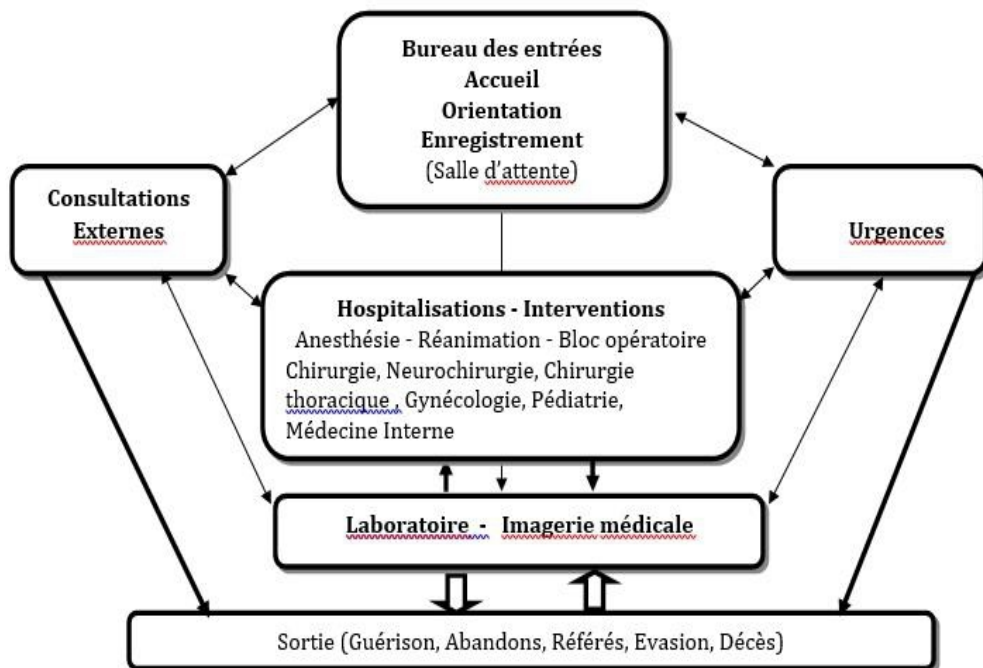 Bureau des entrées
Accueil
Orientation
Enregistrement
(Salle d'attente)
Consultations
Externes
Urgences
Hospitalisations - Interventions
Anesthésie - Réanimation - Bloc opératoire
Chirurgie, Neurochirurgie, Chirurgie
thoracique , Gynécologie, Pédiatrie,
Médecine Interne
Laboratoire - Imagerie médicale
Sortie (Guérison, Abandons, Référés, Evasion, Décès)